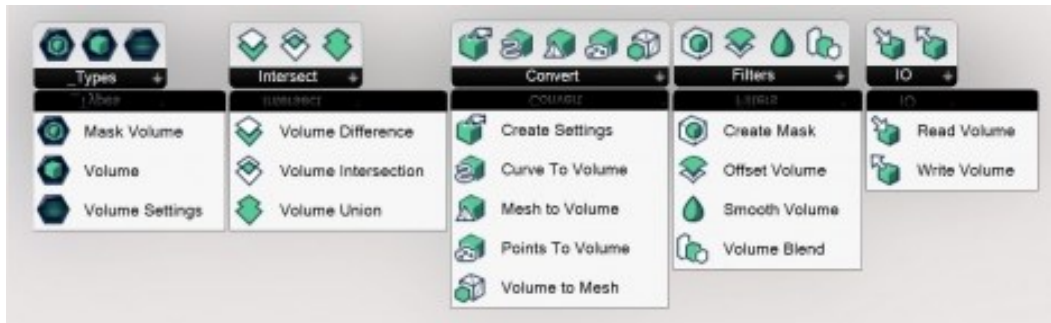 _Types +
Mask Volume
Volume
Volume Settings
Intersect +
Volume Difference
Volume Intersection
Volume Union
Convert +
Create Settings
Curve To Volume
Mesh to Volume
Points To Volume
Volume to Mesh
Filters +
Create Mask
Offset Volume
Smooth Volume
Volume Blend
IO +
Read Volume
Write Volume